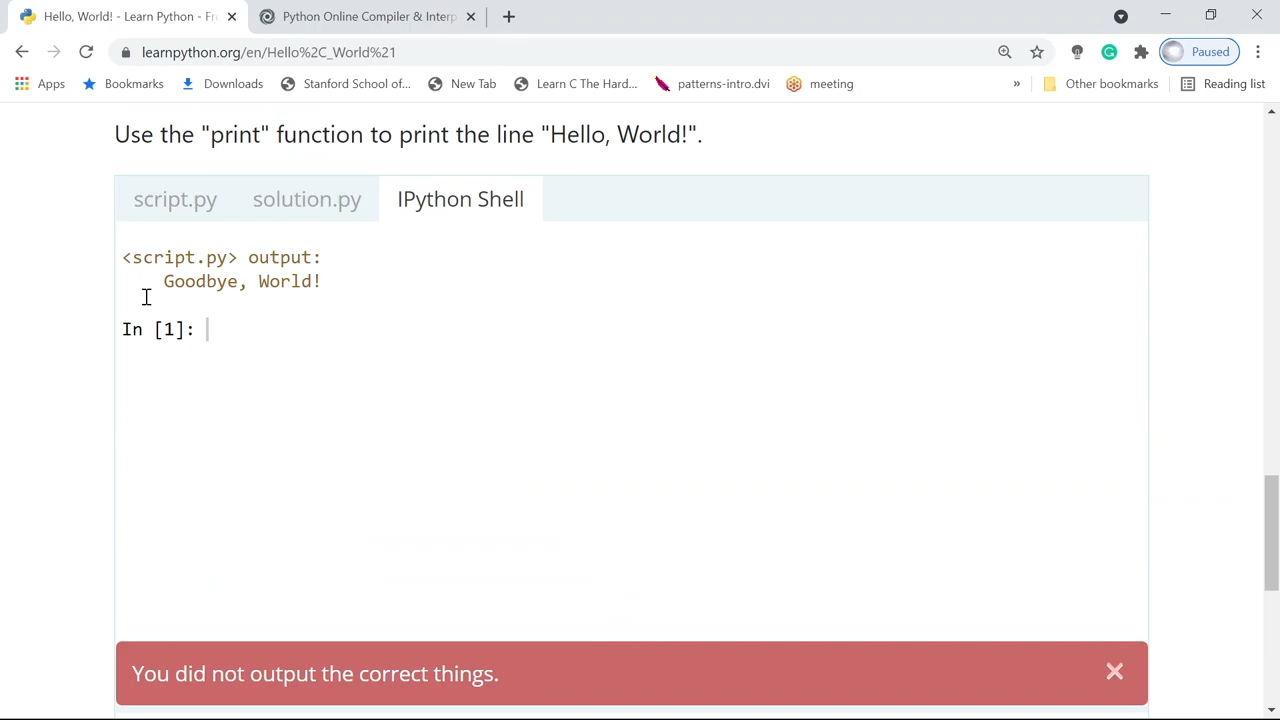 Hello, World! - Learn Python - Fre
Python Online Compiler & Interp
learnpython.org/en/Hello%2C_World%21
Paused
Apps
Bookmarks
Downloads
Stanford School of...
New Tab
Learn C The Hard...
patterns-intro.dvi
meeting
»
Other bookmarks
Reading list
Use the "print" function to print the line "Hello, World!".
script.py
solution.py
IPython Shell
<script.py> output:
Goodbye, World!
In [1]:
You did not output the correct things.